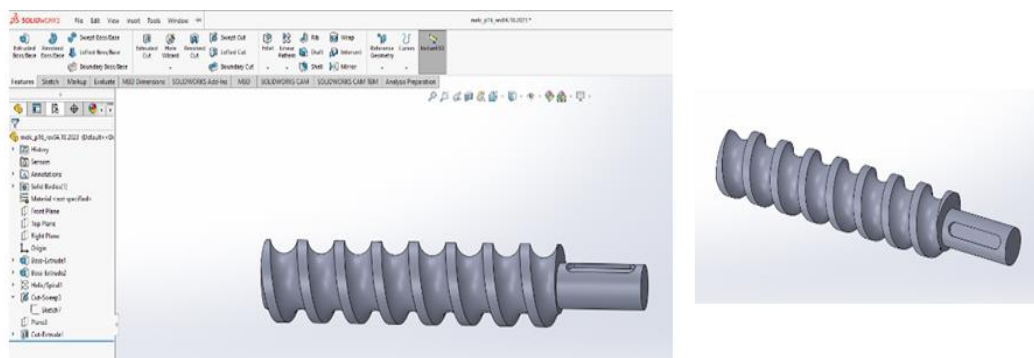 SOLIDWORKS File Edit View Insert Tools Window
Extruded Boss/Base
Revolved Boss/Base
Swept Boss/Base
Lofted Boss/Base
Boundary Boss/Base
Extruded Cut
Hole Wizard
Revolved Cut
Swept Cut
Lofted Cut
Boundary Cut
Fillet
Linear Pattern
Rib
Draft
Shell
Wrap
Intersect
Mirror
Reference Geometry
Curves
Instant3D
Features Sketch Markup Evaluate MBD Dimensions SOLIDWORKS Add-Ins MBD SOLIDWORKS CAM SOLIDWORKS CAM TBM Analysis Preparation
History
Sensors
Annotations
Solid Bodies(1)
Material <not specified>
Front Plane
Top Plane
Right Plane
Origin
Boss-Extrude1
Boss-Extrude2
Helix/Spiral1
Cut-Sweep3
Sketch7
Cut-Extrude1